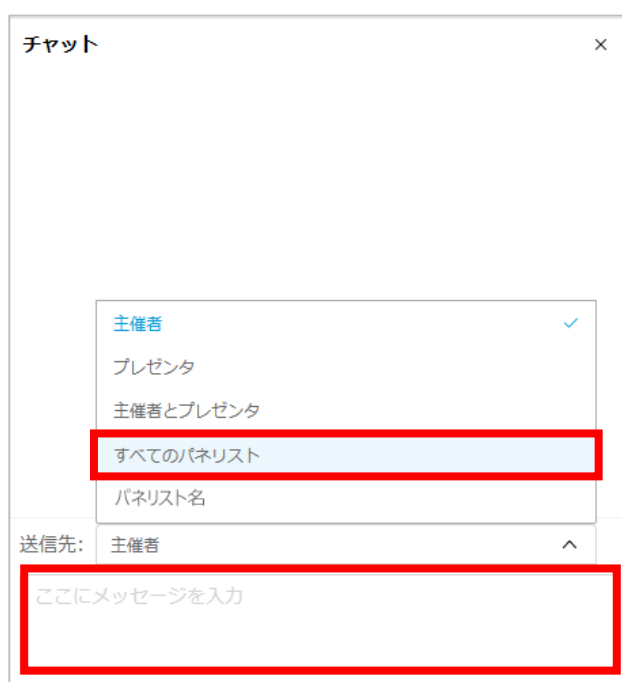 チャット
主催者
プレゼンタ
主催者とプレゼンタ
すべてのパネリスト
パネリスト名
送信先: 主催者
ここにメッセージを入力